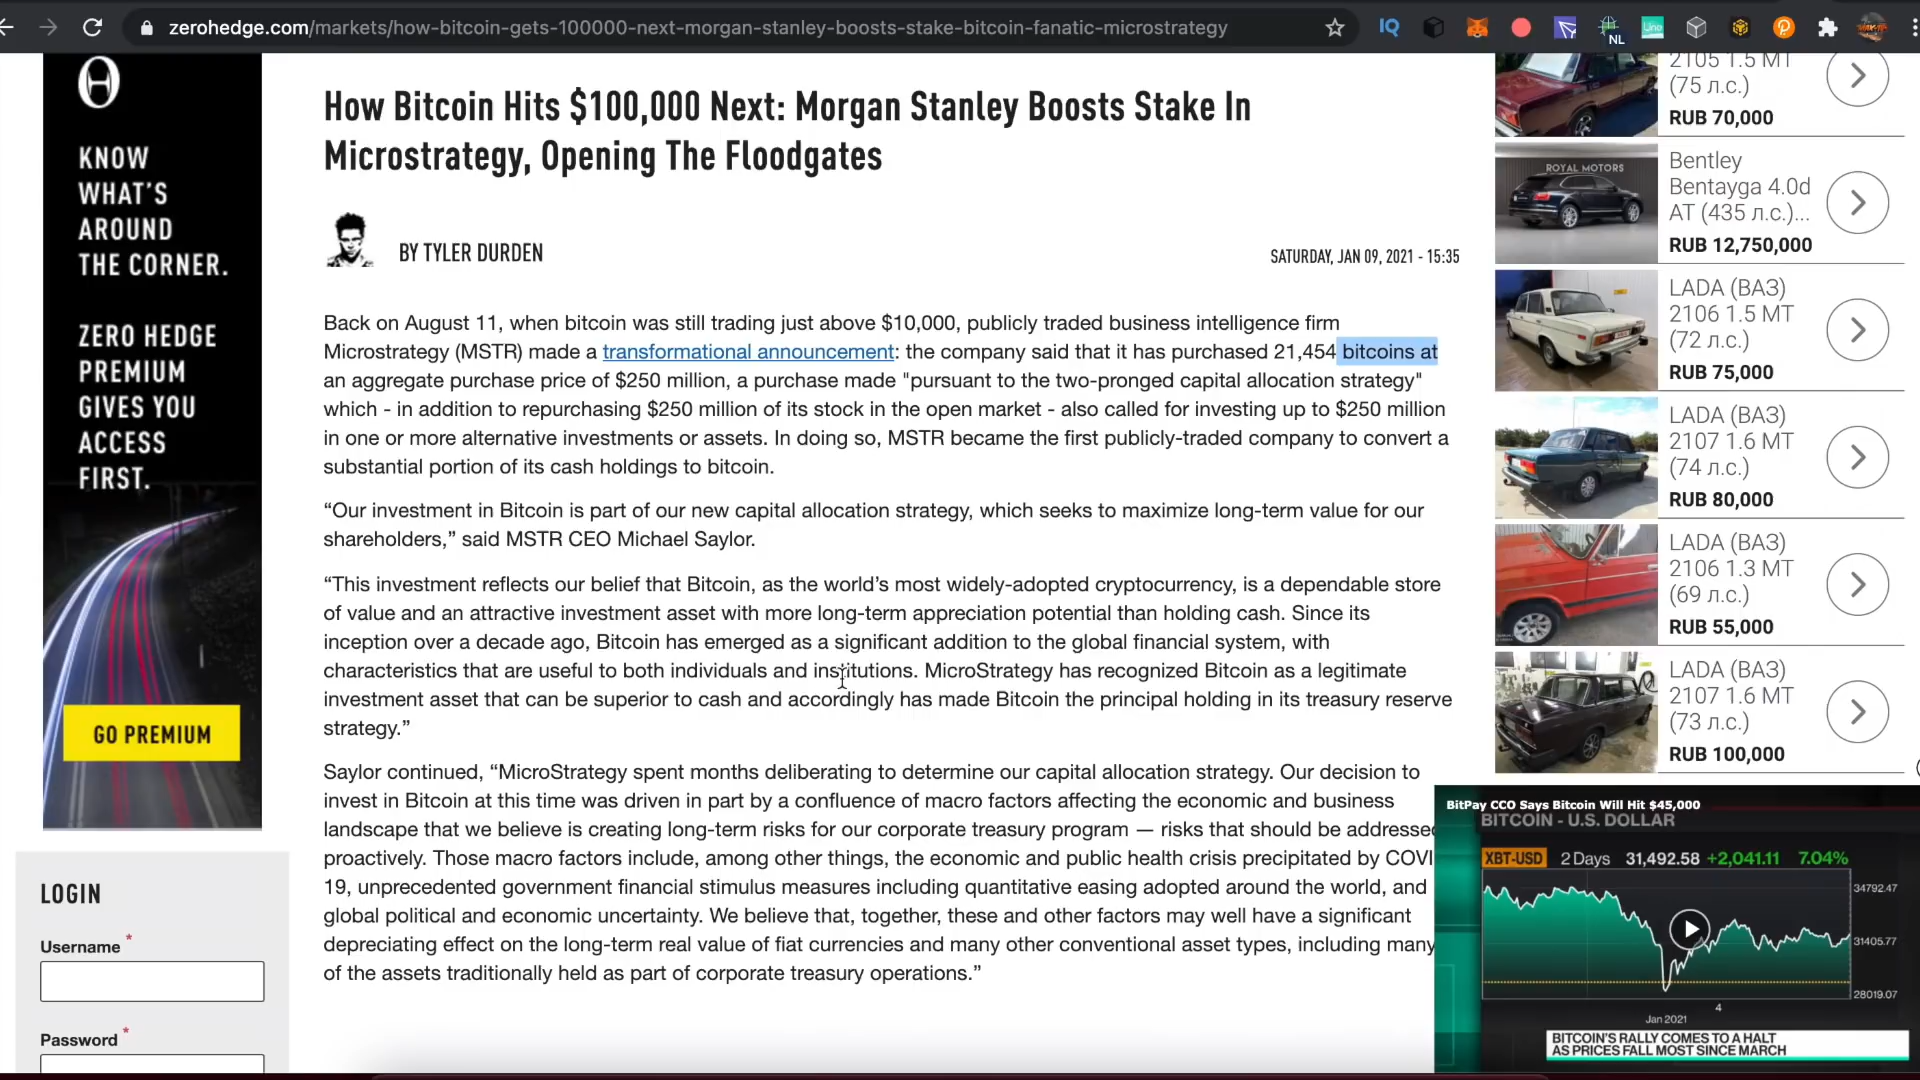 zerohedge.com/markets/how-bitcoin-gets-100000-next-morgan-stanley-boosts-stake-bitcoin-fanatic-microstrategy
IQ
NL
Uno
KNOW
WHAT'S
AROUND
THE CORNER.
ZERO HEDGE
PREMIUM
GIVES YOU
ACCESS
FIRST.
GO PREMIUM
LOGIN
Username *
Password *
How Bitcoin Hits $100,000 Next: Morgan Stanley Boosts Stake In
Microstrategy, Opening The Floodgates
BY TYLER DURDEN
SATURDAY, JAN 09, 2021 - 15:35
Back on August 11, when bitcoin was still trading just above $10,000, publicly traded business intelligence firm
Microstrategy (MSTR) made a transformational announcement: the company said that it has purchased 21,454 bitcoins at
an aggregate purchase price of $250 million, a purchase made "pursuant to the two-pronged capital allocation strategy"
which - in addition to repurchasing $250 million of its stock in the open market - also called for investing up to $250 million
in one or more alternative investments or assets. In doing so, MSTR became the first publicly-traded company to convert a
substantial portion of its cash holdings to bitcoin.
“Our investment in Bitcoin is part of our new capital allocation strategy, which seeks to maximize long-term value for our
shareholders,” said MSTR CEO Michael Saylor.
“This investment reflects our belief that Bitcoin, as the world’s most widely-adopted cryptocurrency, is a dependable store
of value and an attractive investment asset with more long-term appreciation potential than holding cash. Since its
inception over a decade ago, Bitcoin has emerged as a significant addition to the global financial system, with
characteristics that are useful to both individuals and institutions. MicroStrategy has recognized Bitcoin as a legitimate
investment asset that can be superior to cash and accordingly has made Bitcoin the principal holding in its treasury reserve
strategy.”
Saylor continued, “MicroStrategy spent months deliberating to determine our capital allocation strategy. Our decision to
invest in Bitcoin at this time was driven in part by a confluence of macro factors affecting the economic and business
landscape that we believe is creating long-term risks for our corporate treasury program — risks that should be addressed
proactively. Those macro factors include, among other things, the economic and public health crisis precipitated by COVI
19, unprecedented government financial stimulus measures including quantitative easing adopted around the world, and
global political and economic uncertainty. We believe that, together, these and other factors may well have a significant
depreciating effect on the long-term real value of fiat currencies and many other conventional asset types, including many
of the assets traditionally held as part of corporate treasury operations.”
2105 1.5 MT
(75 л.с.)
RUB 70,000
ROYAL MOTORS
Bentley
Bentayga 4.0d
AT (435 л.с.)...
RUB 12,750,000
LADA (ВАЗ)
2106 1.5 MT
(72 л.с.)
RUB 75,000
LADA (ВАЗ)
2107 1.6 MT
(74 л.с.)
RUB 80,000
LADA (ВАЗ)
2106 1.3 MT
(69 л.с.)
RUB 55,000
LADA (ВАЗ)
2107 1.6 MT
(73 л.с.)
RUB 100,000
BitPay CCO Says Bitcoin Will Hit $45,000
BITCOIN - U.S. DOLLAR
XBT-USD 2 Days 31,492.58 +2,041.11 7.04%
34792.47
31405.77
28019.07
4
Jan 2021
BITCOIN'S RALLY COMES TO A HALT
AS PRICES FALL MOST SINCE MARCH